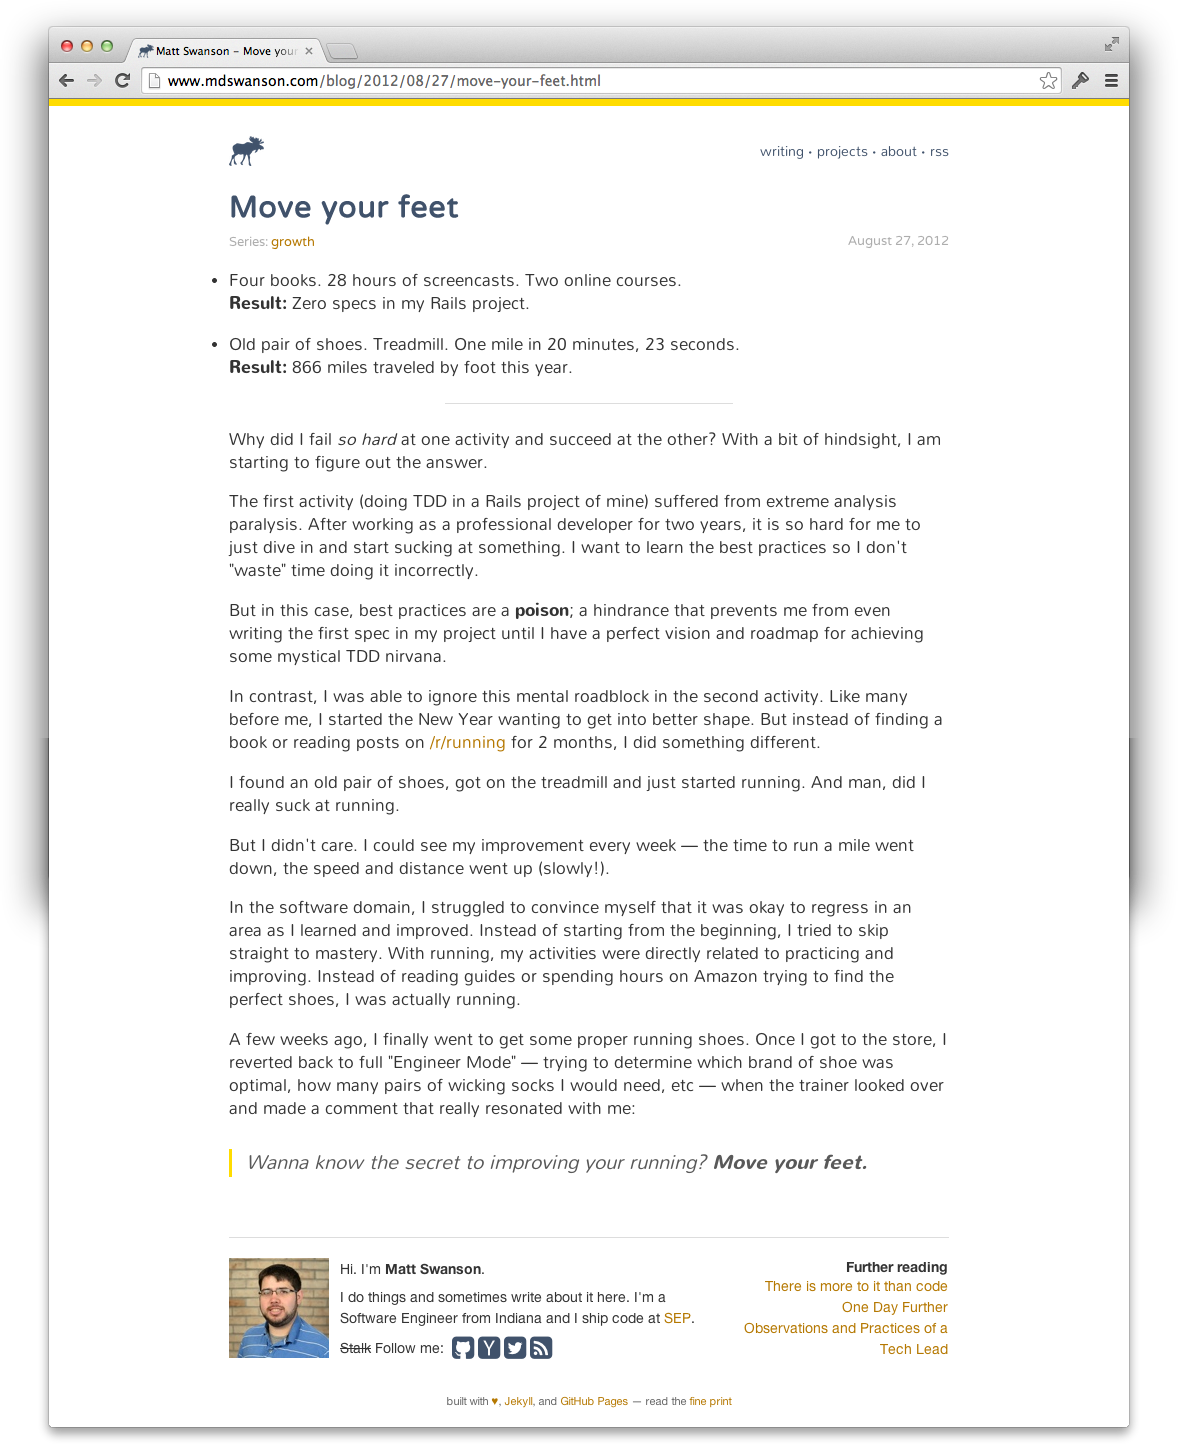 Matt Swanson – Move your
www.mdswanson.com/blog/2012/08/27/move-your-feet.html
writing • projects • about • rss
Move your feet
Series: growth
August 27, 2012
• Four books. 28 hours of screencasts. Two online courses.
Result: Zero specs in my Rails project.
• Old pair of shoes. Treadmill. One mile in 20 minutes, 23 seconds.
Result: 866 miles traveled by foot this year.
Why did I fail so hard at one activity and succeed at the other? With a bit of hindsight, I am
starting to figure out the answer.
The first activity (doing TDD in a Rails project of mine) suffered from extreme analysis
paralysis. After working as a professional developer for two years, it is so hard for me to
just dive in and start sucking at something. I want to learn the best practices so I don't
"waste" time doing it incorrectly.
But in this case, best practices are a poison; a hindrance that prevents me from even
writing the first spec in my project until I have a perfect vision and roadmap for achieving
some mystical TDD nirvana.
In contrast, I was able to ignore this mental roadblock in the second activity. Like many
before me, I started the New Year wanting to get into better shape. But instead of finding a
book or reading posts on /r/running for 2 months, I did something different.
I found an old pair of shoes, got on the treadmill and just started running. And man, did I
really suck at running.
But I didn't care. I could see my improvement every week — the time to run a mile went
down, the speed and distance went up (slowly!).
In the software domain, I struggled to convince myself that it was okay to regress in an
area as I learned and improved. Instead of starting from the beginning, I tried to skip
straight to mastery. With running, my activities were directly related to practicing and
improving. Instead of reading guides or spending hours on Amazon trying to find the
perfect shoes, I was actually running.
A few weeks ago, I finally went to get some proper running shoes. Once I got to the store, I
reverted back to full "Engineer Mode" — trying to determine which brand of shoe was
optimal, how many pairs of wicking socks I would need, etc — when the trainer looked over
and made a comment that really resonated with me:
Wanna know the secret to improving your running? Move your feet.
Hi. I'm Matt Swanson.
I do things and sometimes write about it here. I'm a
Software Engineer from Indiana and I ship code at SEP.
Stalk Follow me:
Further reading
There is more to it than code
One Day Further
Observations and Practices of a
Tech Lead
built with ♥, Jekyll, and GitHub Pages — read the fine print